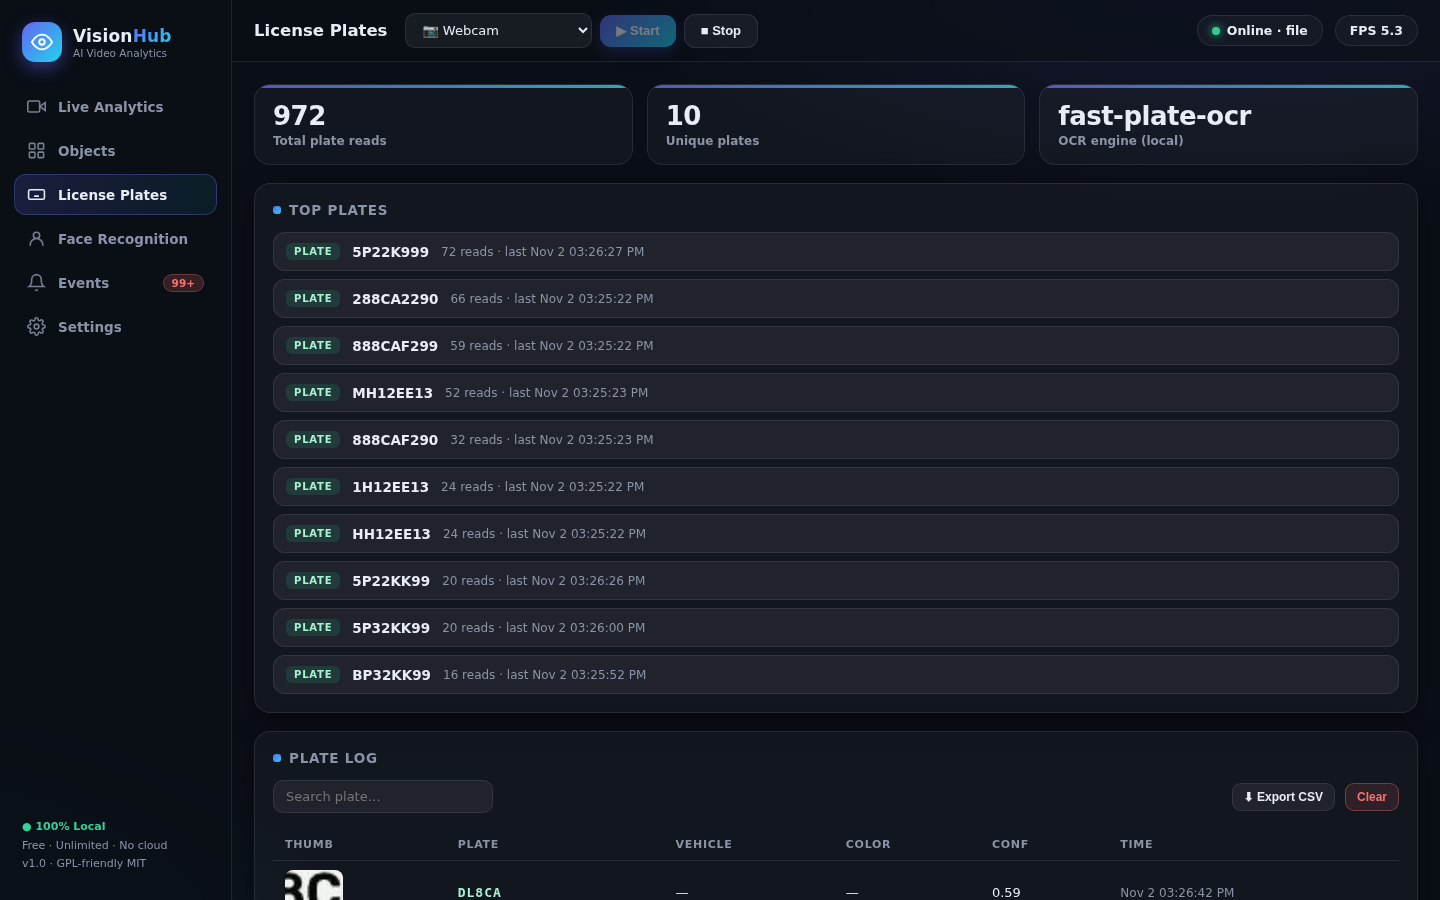 VisionHub
AI Video Analytics
Live Analytics
Objects
License Plates
Face Recognition
Events 99+
Settings
● 100% Local
Free · Unlimited · No cloud
v1.0 · GPL-friendly MIT
License Plates
📷 Webcam
▶ Start
■ Stop
Online · file
FPS 5.3
972
Total plate reads
10
Unique plates
fast-plate-ocr
OCR engine (local)
TOP PLATES
PLATE 5P22K999 72 reads · last Nov 2 03:26:27 PM
PLATE 288CA2290 66 reads · last Nov 2 03:25:22 PM
PLATE 888CAF299 59 reads · last Nov 2 03:25:22 PM
PLATE MH12EE13 52 reads · last Nov 2 03:25:23 PM
PLATE 888CAF290 32 reads · last Nov 2 03:25:23 PM
PLATE 1H12EE13 24 reads · last Nov 2 03:25:22 PM
PLATE HH12EE13 24 reads · last Nov 2 03:25:22 PM
PLATE 5P22KK99 20 reads · last Nov 2 03:26:26 PM
PLATE 5P32KK99 20 reads · last Nov 2 03:26:00 PM
PLATE BP32KK99 16 reads · last Nov 2 03:25:52 PM
PLATE LOG
Search plate...
⬇ Export CSV
Clear
THUMB PLATE VEHICLE COLOR CONF TIME
DL8CA — — 0.59 Nov 2 03:26:42 PM